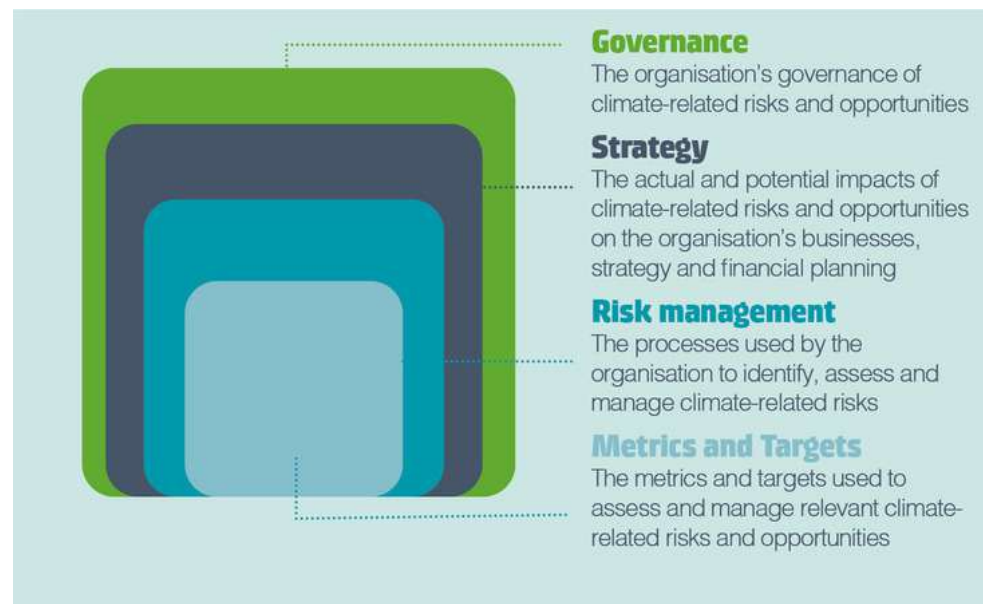 Governance
The organisation's governance of
climate-related risks and opportunities
Strategy
The actual and potential impacts of
climate-related risks and opportunities
on the organisation's businesses,
strategy and financial planning
Risk management
The processes used by the
organisation to identify, assess and
manage climate-related risks
Metrics and Targets
The metrics and targets used to
assess and manage relevant climate-
related risks and opportunities